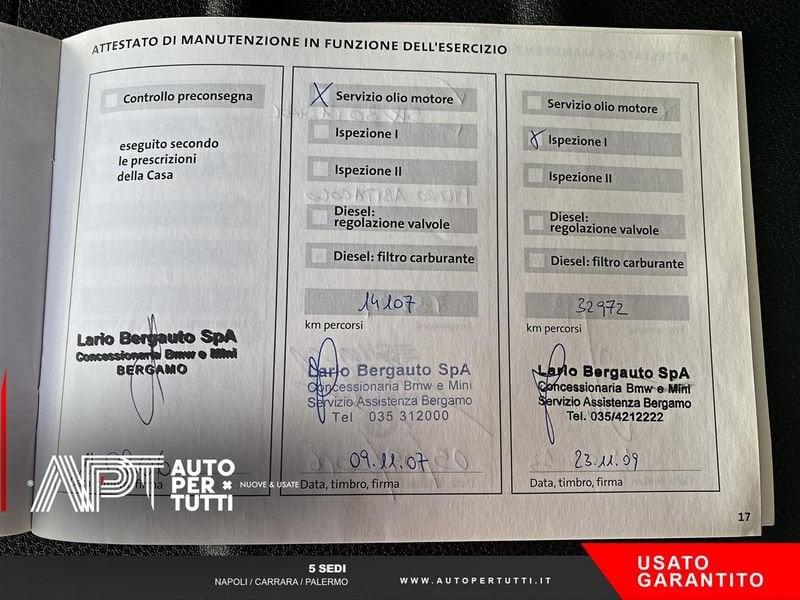 ATTESTATO DI MANUTENZIONE IN FUNZIONE DELL'ESERCIZIO
Controllo preconsegna
eseguito secondo
le prescrizioni
della Casa
Lario Bergauto SpA
Concessionaria Bmw e Mini
BERGAMO
firma
X Servizio olio motore
Ispezione I
Ispezione II
Diesel:
regolazione valvole
Diesel: filtro carburante
14107
km percorsi
Lario Bergauto SpA
Concessionaria Bmw e Mini
Servizio Assistenza Bergamo
Tel 035 312000
09.11.07
Data, timbro, firma
Servizio olio motore
X Ispezione I
Ispezione II
Diesel:
regolazione valvole
Diesel: filtro carburante
32972
km percorsi
Lario Bergauto SpA
Concessionaria Bmw e Mini
Servizio Assistenza Bergamo
Tel. 035/4212222
23.11.09
Data, timbro, firma
17
® APT AUTO
PER
TUTTI
NUOVE & USATE
5 SEDI
NAPOLI / CARRARA / PALERMO
WWW.AUTOPERTUTTI.IT
USATO
GARANTITO